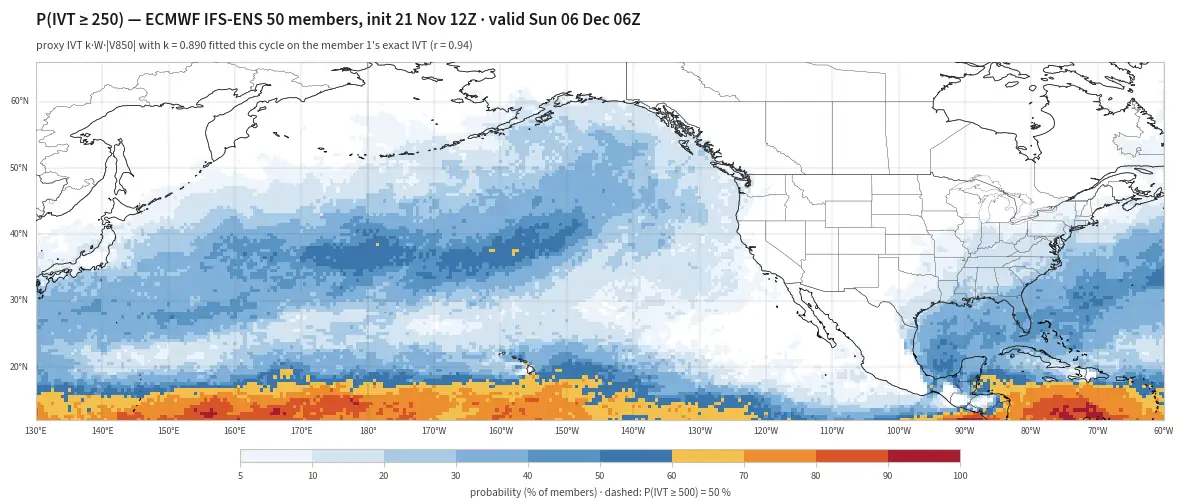 P(IVT ≥ 250) — ECMWF IFS-ENS 50 members, init 21 Nov 12Z · valid Sun 06 Dec 06Z
proxy IVT k·W·|V850| with k = 0.890 fitted this cycle on the member 1's exact IVT (r = 0.94)
60°N
50°N
40°N
30°N
20°N
130°E 140°E 150°E 160°E 170°E 180° 170°W 160°W 150°W 140°W 130°W 120°W 110°W 100°W 90°W 80°W 70°W 60°W
5 10 20 30 40 50 60 70 80 90 100
probability (% of members) · dashed: P(IVT ≥ 500) = 50 %